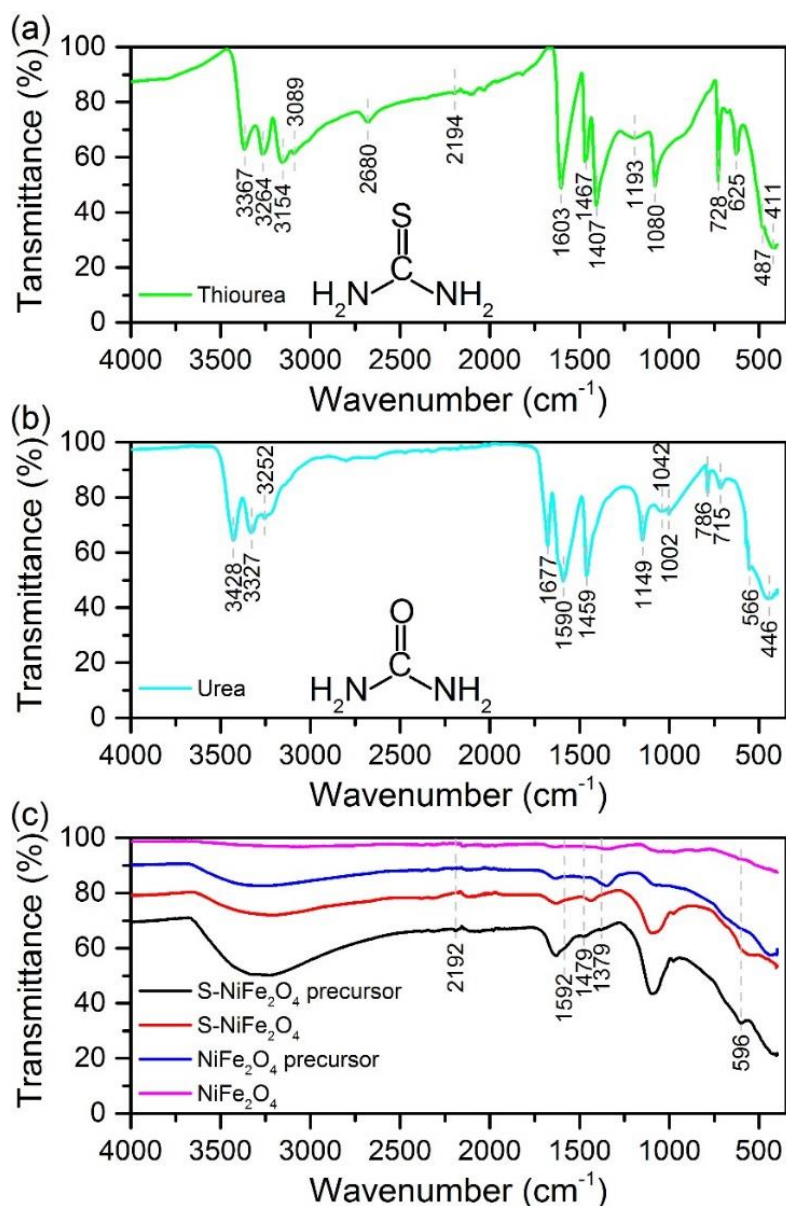 (a)
Tansmittance (%)
100
80
60
40
20
0
3367
3264
3154
3089
2680
2194
1603
1467
1407
1193
1080
728
625
487
411
S
C
H₂N NH₂
Thiourea
4000 3500 3000 2500 2000 1500 1000 500
Wavenumber (cm⁻¹)
(b)
Transmittance (%)
100
80
60
40
20
0
3428
3327
3252
1677
1590
1459
1149
1042
1002
786
715
566
446
O
C
H₂N NH₂
Urea
4000 3500 3000 2500 2000 1500 1000 500
Wavenumber (cm⁻¹)
(c)
Transmittance (%)
100
80
60
40
20
0
2192
1592
1479
1379
596
S-NiFe₂O₄ precursor
S-NiFe₂O₄
NiFe₂O₄ precursor
NiFe₂O₄
4000 3500 3000 2500 2000 1500 1000 500
Wavenumber (cm⁻¹)